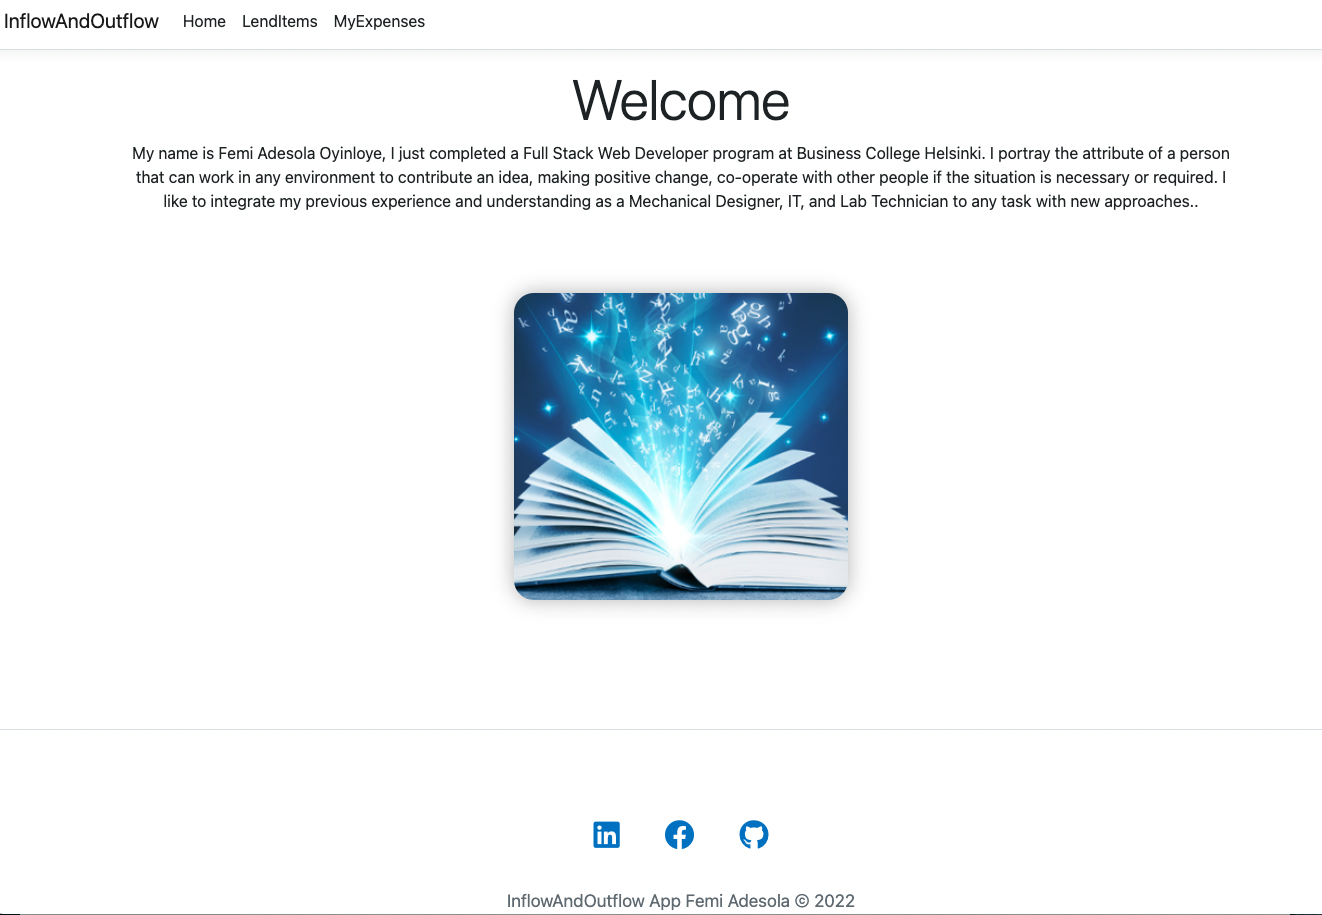 InflowAndOutflow Home LendItems MyExpenses
Welcome
My name is Femi Adesola Oyinloye, I just completed a Full Stack Web Developer program at Business College Helsinki. I portray the attribute of a person
that can work in any environment to contribute an idea, making positive change, co-operate with other people if the situation is necessary or required. I
like to integrate my previous experience and understanding as a Mechanical Designer, IT, and Lab Technician to any task with new approaches..
InflowAndOutflow App Femi Adesola © 2022